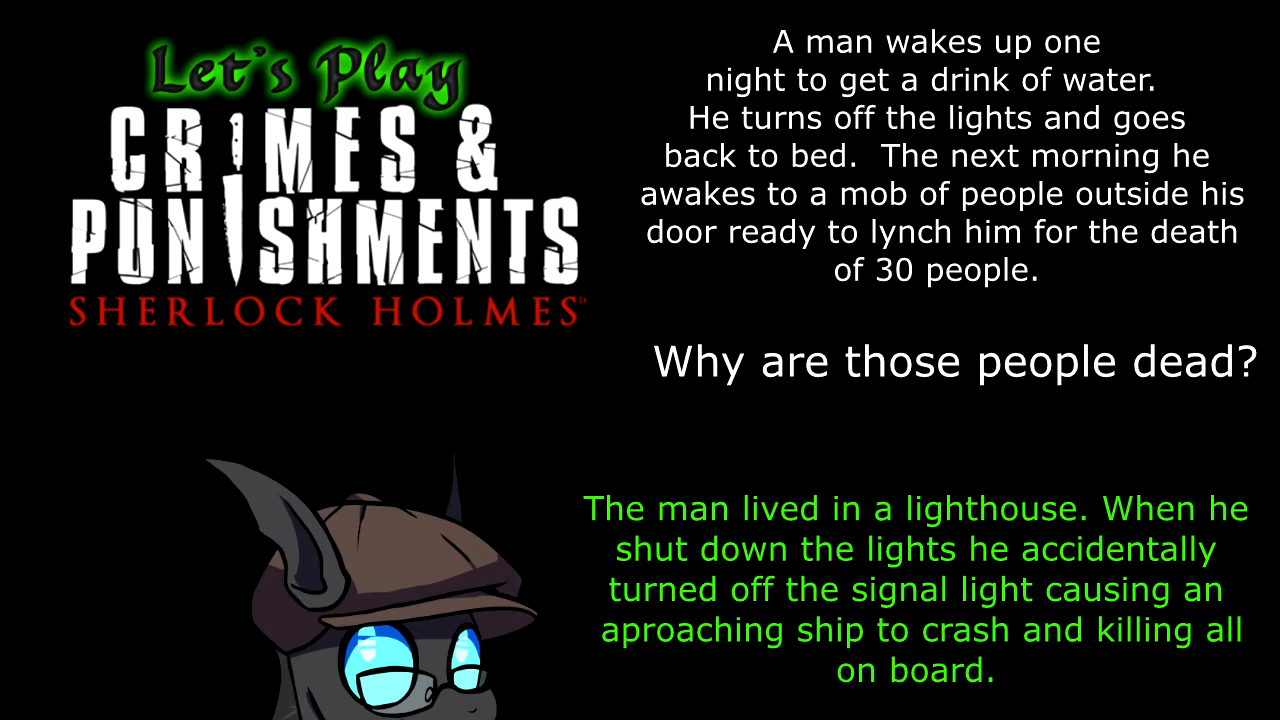 Let's Play
CRIMES &
PUNISHMENTS
SHERLOCK HOLMES
A man wakes up one
night to get a drink of water.
He turns off the lights and goes
back to bed.  The next morning he
awakes to a mob of people outside his
door ready to lynch him for the death
of 30 people.
Why are those people dead?
The man lived in a lighthouse. When he
shut down the lights he accidentally
turned off the signal light causing an
aproaching ship to crash and killing all
on board.